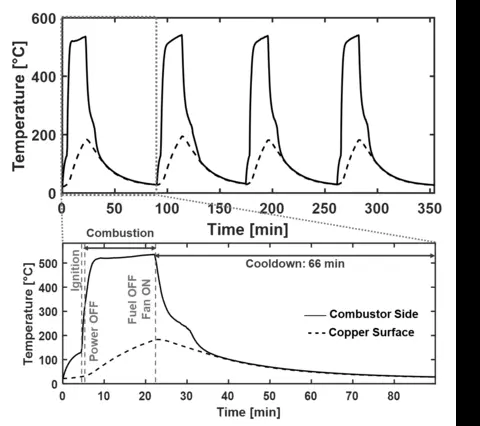 600
400
200
0
Temperature [°C]
0
50
100
150
200
250
300
350
Time [min]
Combustion
Ignition
Power OFF
Fuel OFF
Fan ON
Cooldown: 66 min
Combustor Side
Copper Surface
500
400
300
200
100
0
Temperature [°C]
0
10
20
30
40
50
60
70
80
Time [min]